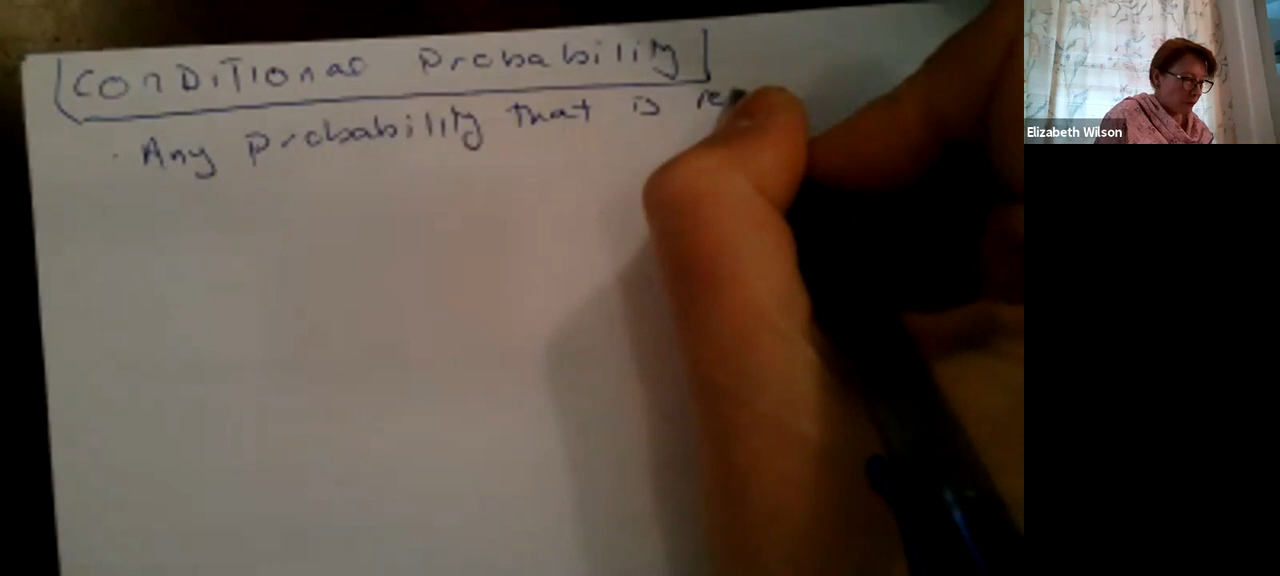 Conditional Probability
· Any probability that is
Elizabeth Wilson